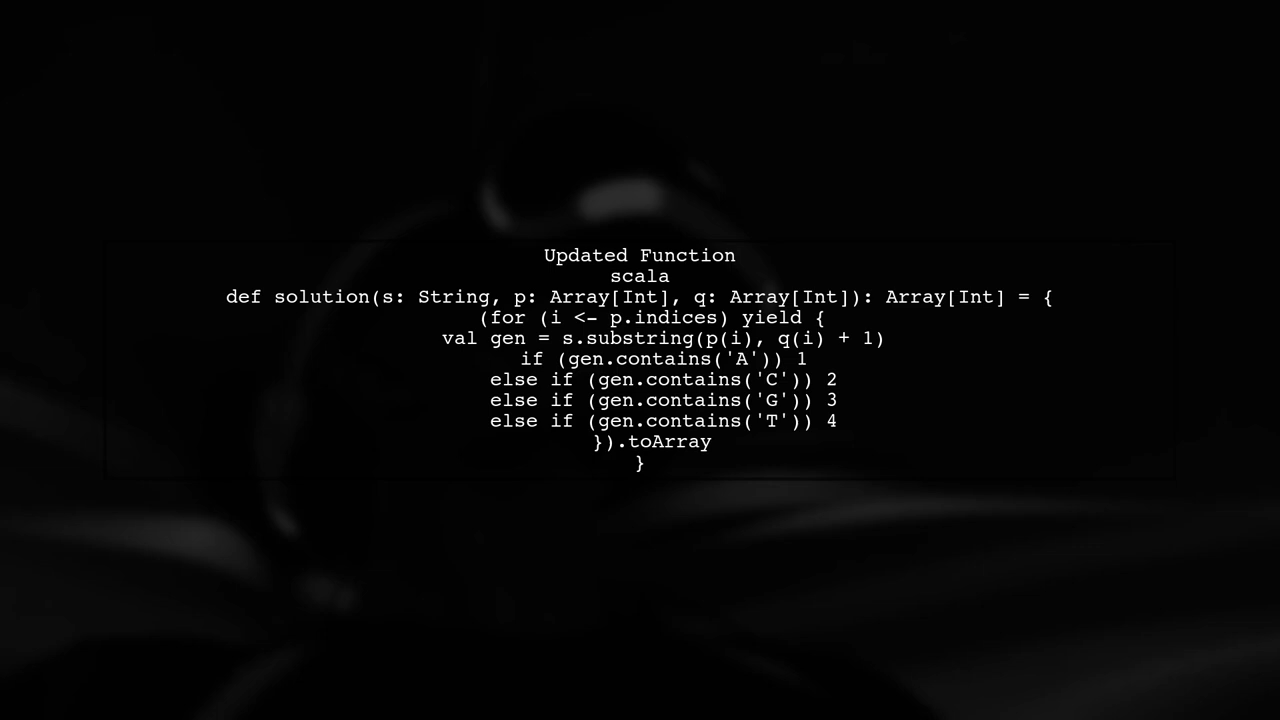 Updated Function
scala
def solution(s: String, p: Array[Int], q: Array[Int]): Array[Int] = {
(for (i <- p.indices) yield {
val gen = s.substring(p(i), q(i) + 1)
if (gen.contains('A')) 1
else if (gen.contains('C')) 2
else if (gen.contains('G')) 3
else if (gen.contains('T')) 4
}).toArray
}